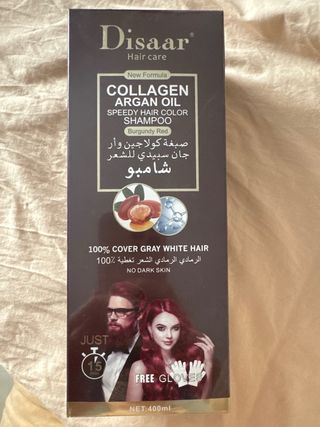 Disaar
Hair care
New Formula
COLLAGEN
ARGAN OIL
SPEEDY HAIR COLOR
SHAMPOO
Burgundy Red
صبغة كولاجين وأر
جان سبيدي للشعر
شامبو
100% COVER GRAY WHITE HAIR
الرمادي الرمادي الشعر تغطية 100٪
NO DARK SKIN
JUST
15
FREE GLOVES
NET 400ml